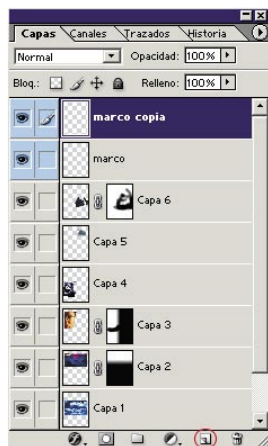 Capas Canales Trazados Historia
Normal Opacidad: 100%
Bloq.: Relleno: 100%
marco copia
marco
Capa 6
Capa 5
Capa 4
Capa 3
Capa 2
Capa 1